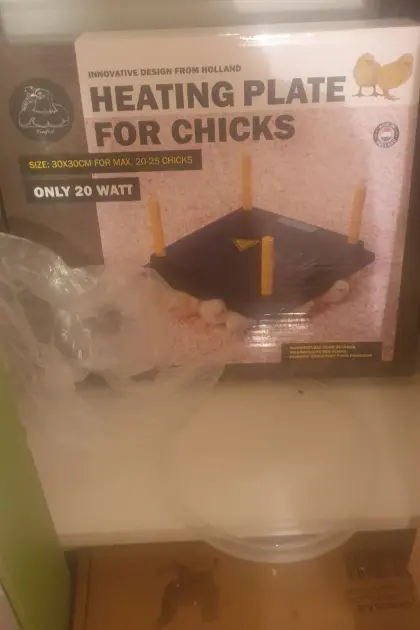 INNOVATIVE DESIGN FROM HOLLAND
HEATING PLATE
FOR CHICKS
SIZE: 30X30CM FOR MAX. 20-25 CHICKS
ONLY 20 WATT